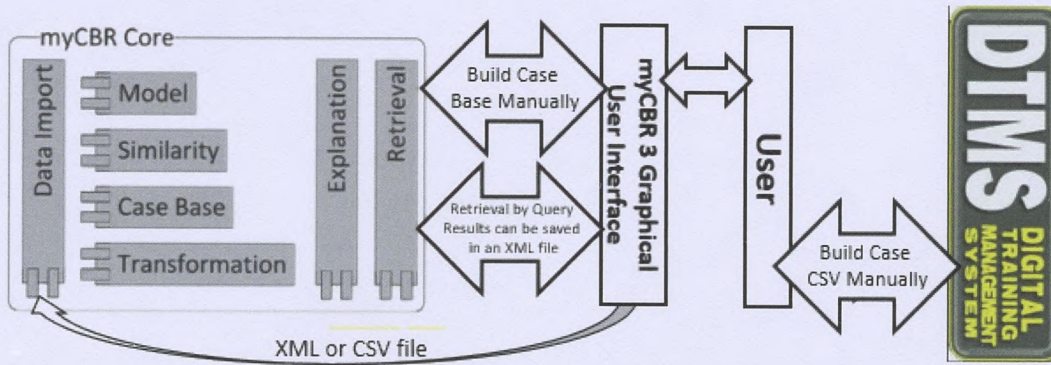 myCBR Core
Data Import
Model
Similarity
Case Base
Transformation
Explanation
Retrieval
Build Case
Base Manually
Retrieval by Query
Results can be saved
in an XML file
myCBR 3 Graphical
User Interface
User
Build Case
CSV Manually
DTMS
DIGITAL
TRAINING
MANAGEMENT
SYSTEM
XML or CSV file